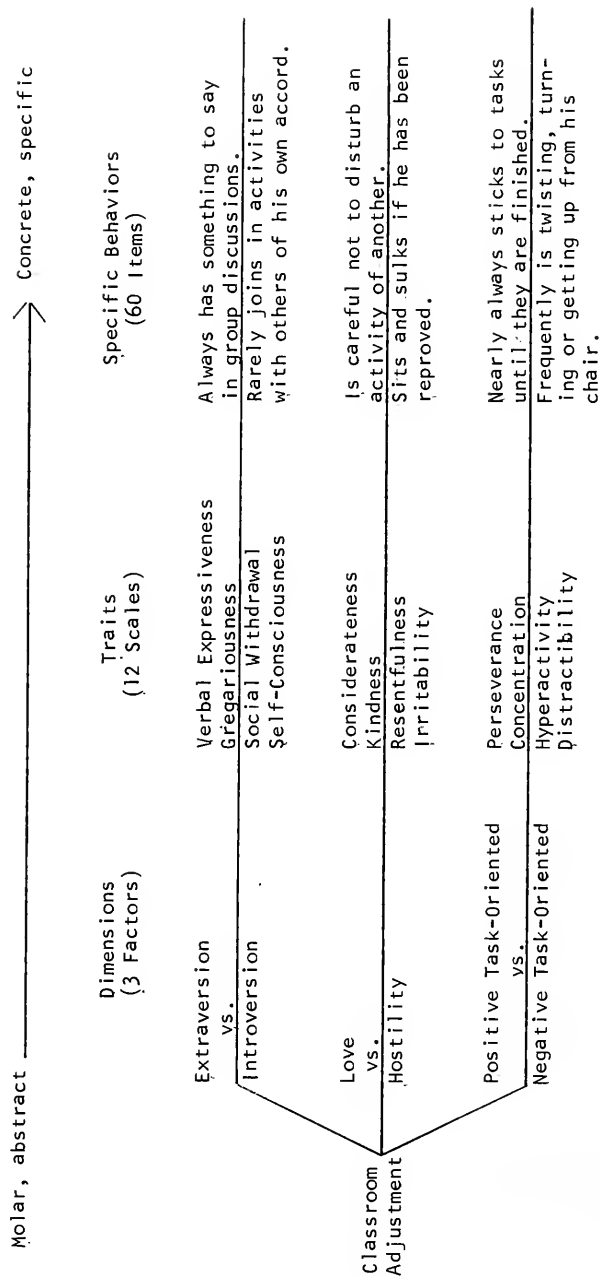 Molar, abstract
Concrete, specific
Dimensions
(3 Factors)
Traits
(12 Scales)
Specific Behaviors
(60 Items)
Classroom
Adjustment
Extraversion
vs.
Introversion
Verbal Expressiveness
Gregariousness
Social Withdrawal
Self-Consciousness
Always has something to say
in group discussions.
Rarely joins in activities
with others of his own accord.
Love
vs.
Hostility
Considerateness
Kindness
Resentfulness
Irritability
Is careful not to disturb an
activity of another.
Sits and sulks if he has been
reproved.
Positive Task-Oriented
vs.
Negative Task-Oriented
Perseverance
Concentration
Hyperactivity
Distractibility
Nearly always sticks to tasks
until they are finished.
Frequently is twisting, turn-
ing or getting up from his
chair.